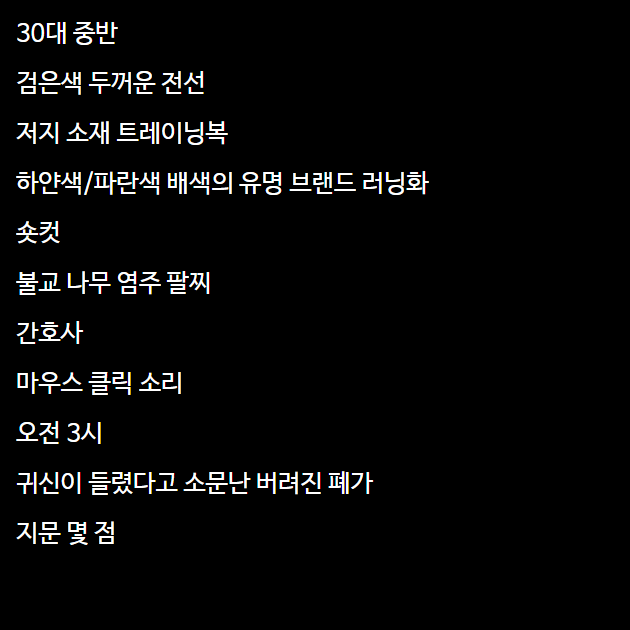 30대 중반
검은색 두꺼운 전선
저지 소재 트레이닝복
하얀색/파란색 배색의 유명 브랜드 러닝화
숏컷
불교 나무 염주 팔찌
간호사
마우스 클릭 소리
오전 3시
귀신이 들렸다고 소문난 버려진 폐가
지문 몇 점